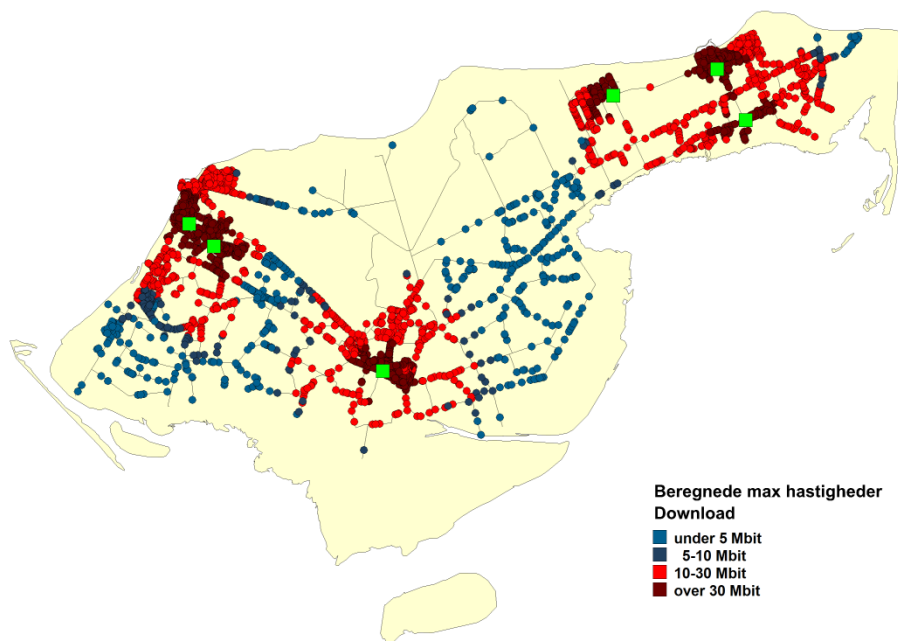 Beregnede max hastigheder
Download
under 5 Mbit
5-10 Mbit
10-30 Mbit
over 30 Mbit